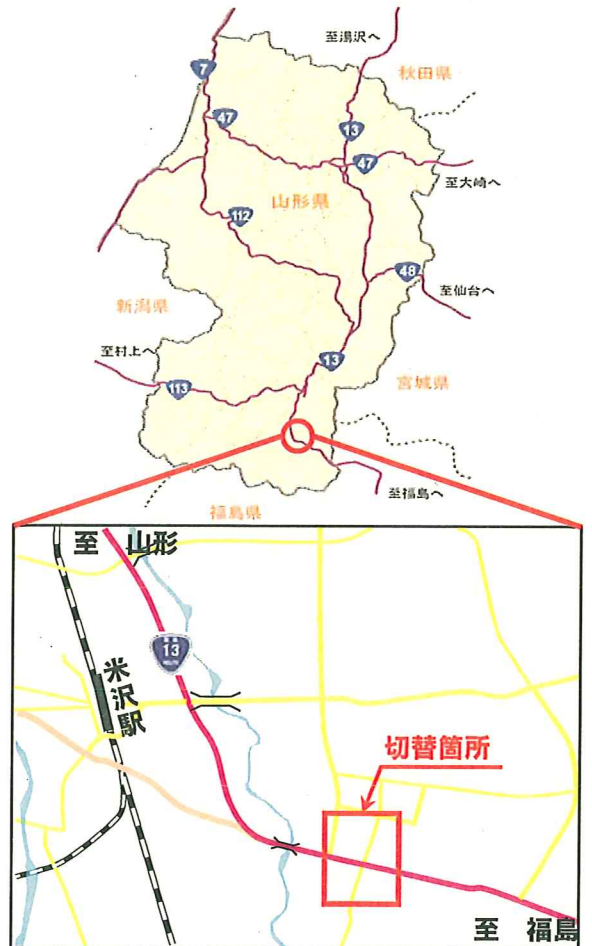 至湯沢へ
秋田県
7
47
13
47
至大崎へ
山形県
112
48
至仙台へ
新潟県
至村上へ
13
宮城県
113
至福島へ
福島県
至 山形
13
ROUTE
米沢駅
切替箇所
至 福島